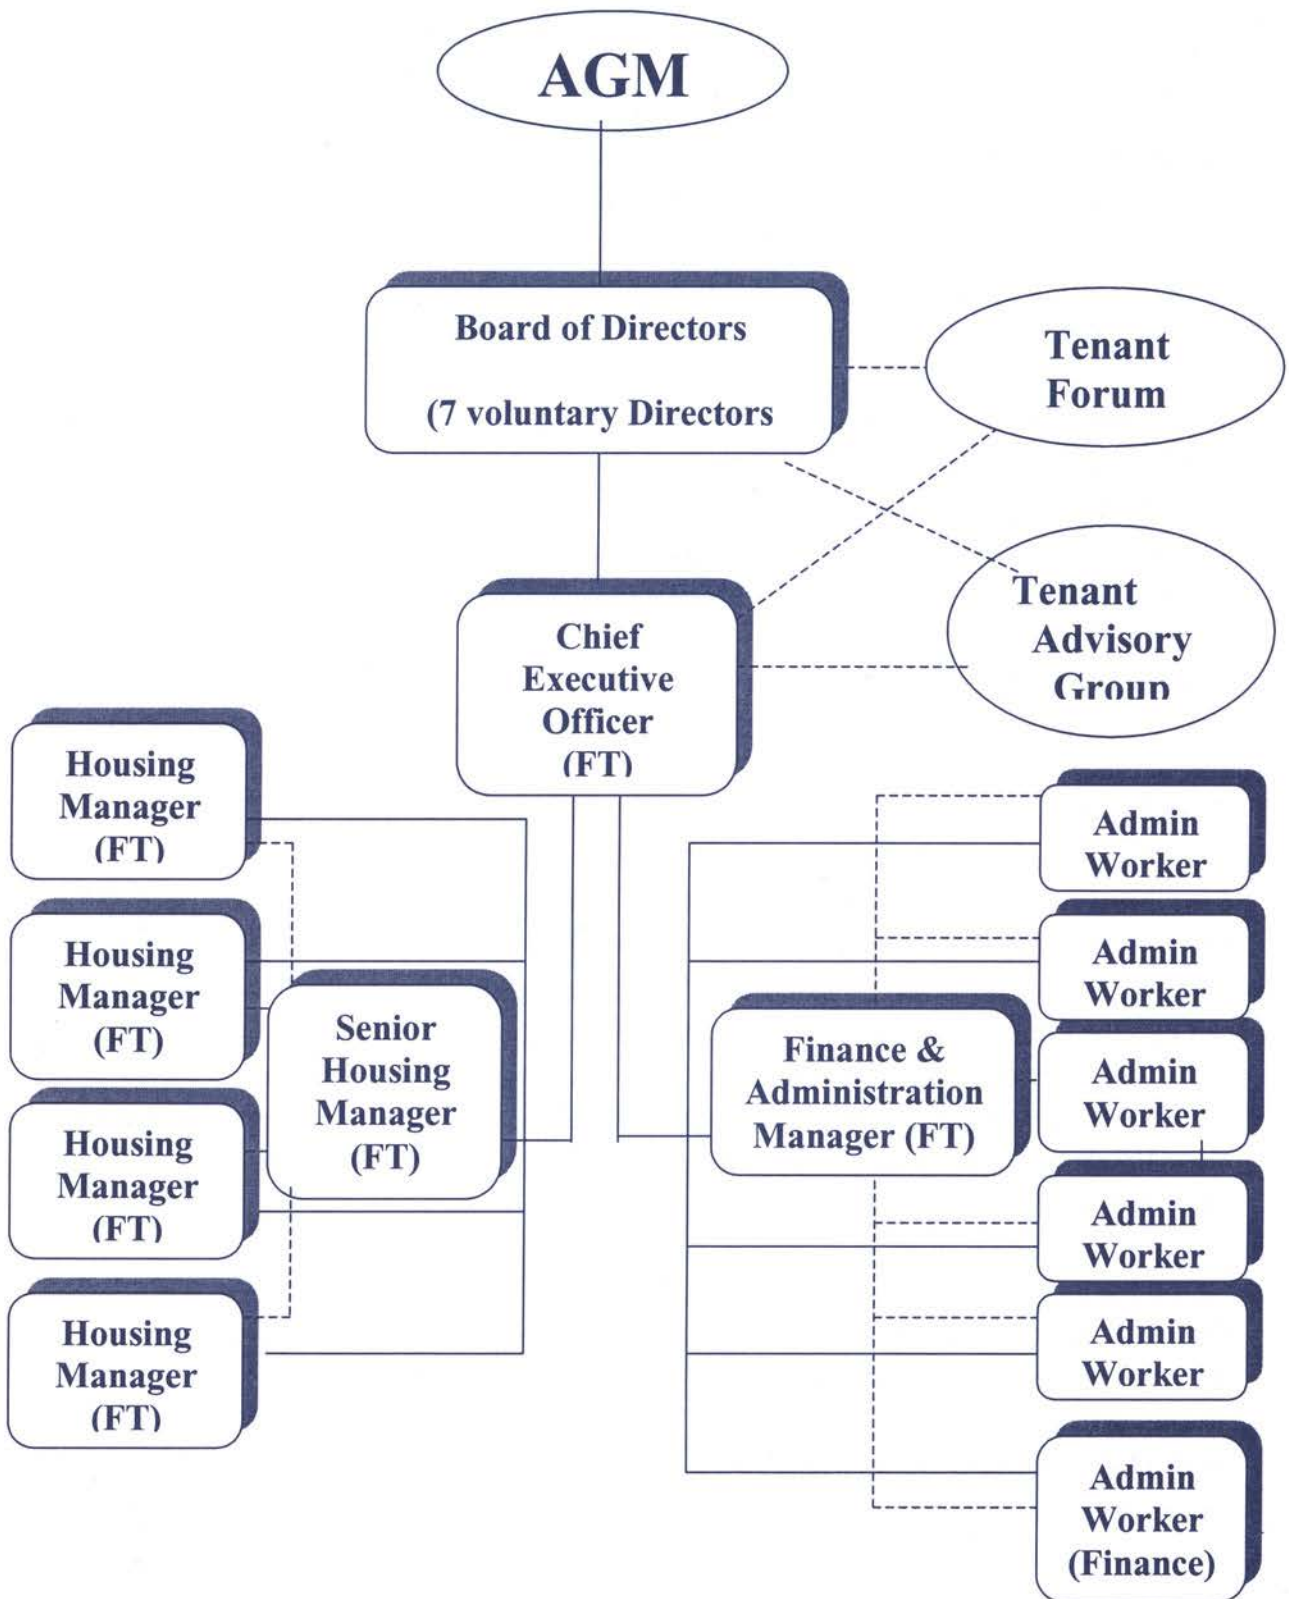 AGM
Board of Directors
(7 voluntary Directors
Tenant
Forum
Tenant
Advisory
Group
Chief
Executive
Officer
(FT)
Housing
Manager
(FT)
Housing
Manager
(FT)
Housing
Manager
(FT)
Housing
Manager
(FT)
Senior
Housing
Manager
(FT)
Finance &
Administration
Manager (FT)
Admin
Worker
Admin
Worker
Admin
Worker
Admin
Worker
Admin
Worker
Admin
Worker
(Finance)